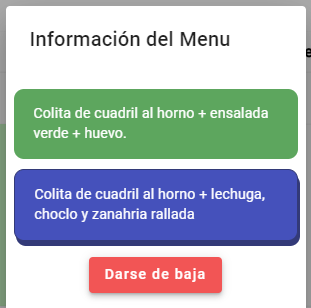 Información del Menu
Colita de cuadril al horno + ensalada
verde + huevo.
Colita de cuadril al horno + lechuga,
choclo y zanahria rallada
Darse de baja